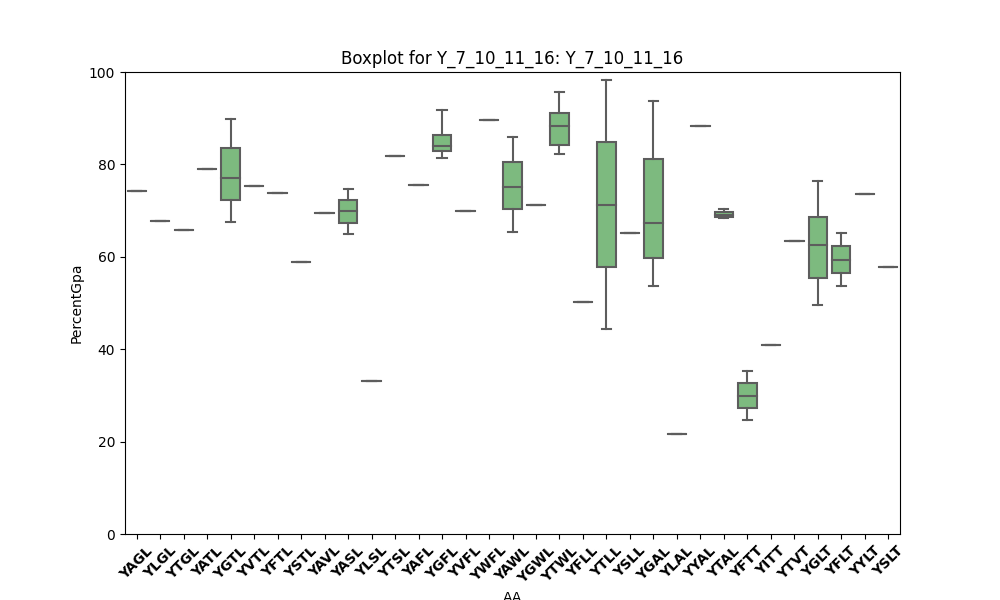 Boxplot for Y_7_10_11_16: Y_7_10_11_16
100
80
60
40
20
0
PercentGpa
YAGL YLGL YTGL YATL YGTL YVTL YFTL YSTL YAVL YASL YLSL YTSL YAFL YGFL YVFL YWFL YAWL YGWL YTWL YFLL YTLL YSLL YGAL YLAL YYAL YTAL YFTT YITT YTVT YGLT YFLT YYLT YSLT
AA